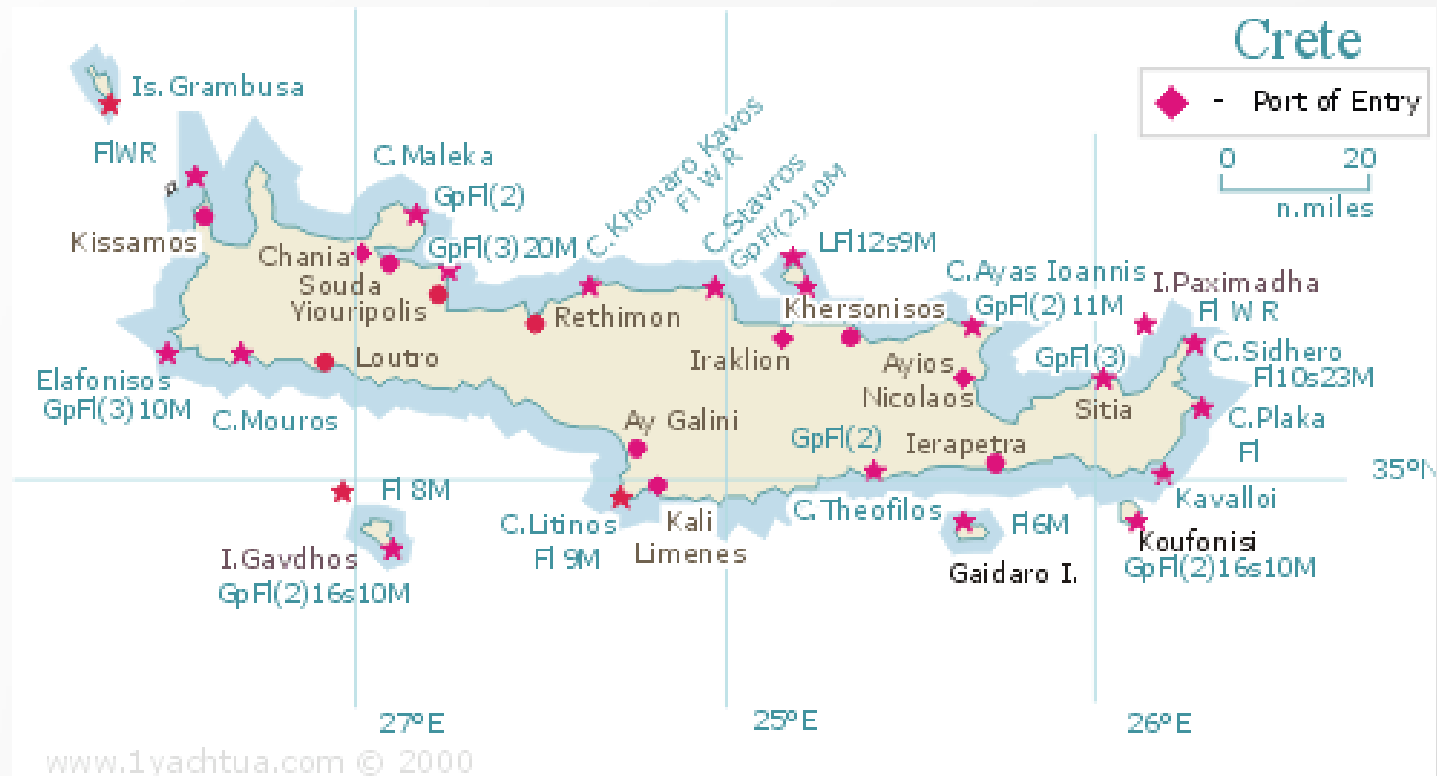 Crete
- Port of Entry
0 20
n.miles
Is. Grambusa
FlWR
C.Maleka
GpFl(2)
C.Khonaro Kavos
Fl W R
C.Stavros
GpFl(2)10M
Kissamos
Chania
GpFl(3)20M
LFl12s9M
Souda
Yiouripolis
Rethimon
Khersonisos
C.Ayas Ioannis
GpFl(2)11M
I.Paximadha
Fl W R
C.Sidhero
Fl10s23M
Elafonisos
GpFl(3)10M
Loutro
C.Mouros
Iraklion
Ayios
Nicolaos
GpFl(3)
Sitia
C.Plaka
Fl
Ay Galini
GpFl(2)
Ierapetra
35°N
Fl 8M
Kavalloi
C.Litinos
Fl 9M
Kali
Limenes
C.Theofilos
Fl6M
Koufonisi
GpFl(2)16s10M
I.Gavdhos
GpFl(2)16s10M
Gaidaro I.
27°E
25°E
26°E
www.1yachtua.com © 2000